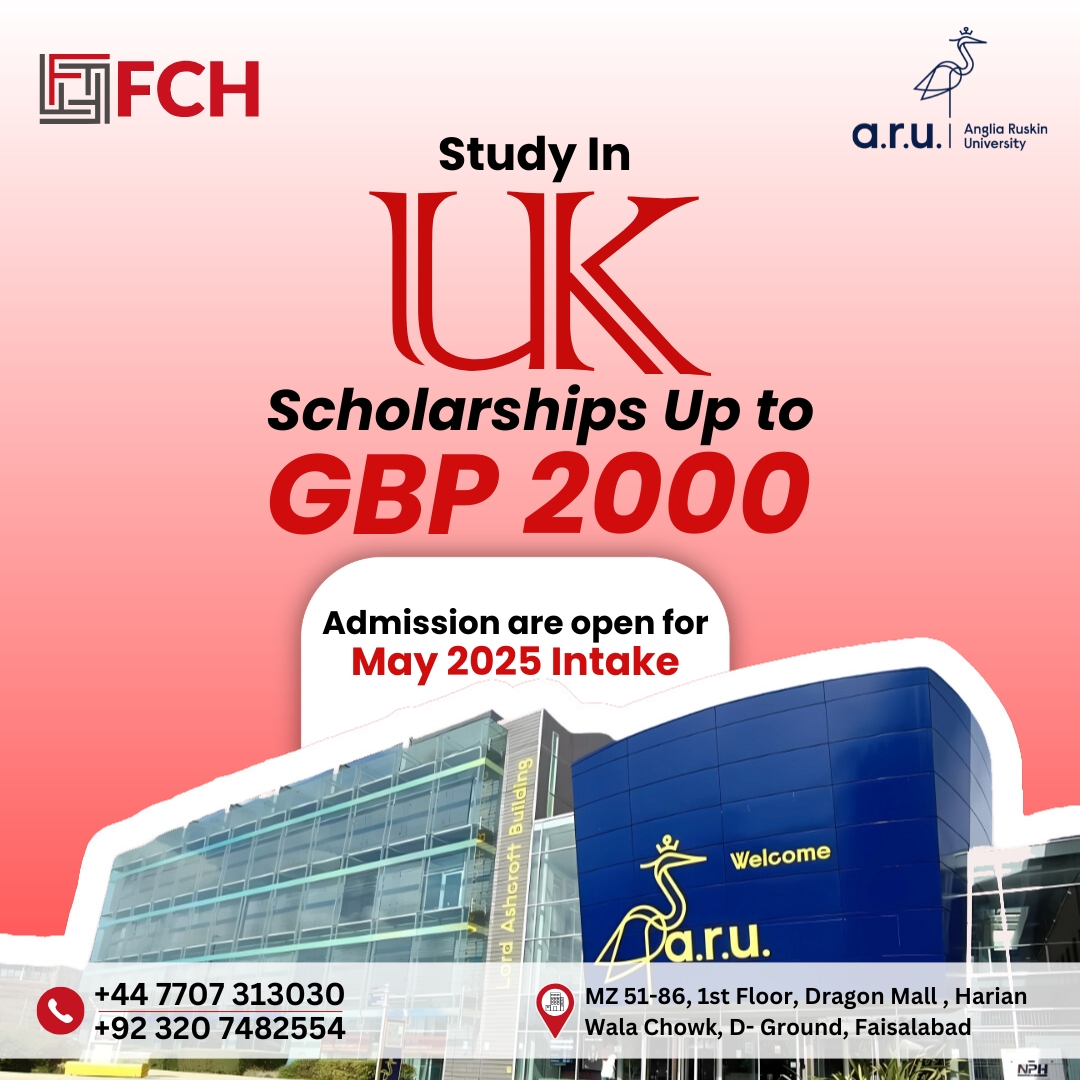 FCH
a.r.u. Anglia Ruskin
University
Study In
UK
Scholarships Up to
GBP 2000
Admission are open for
May 2025 Intake
Lord Ashcroft Building
Welcome
a.r.u.
+44 7707 313030
+92 320 7482554
MZ 51-86, 1st Floor, Dragon Mall , Harian
Wala Chowk, D- Ground, Faisalabad
NPH